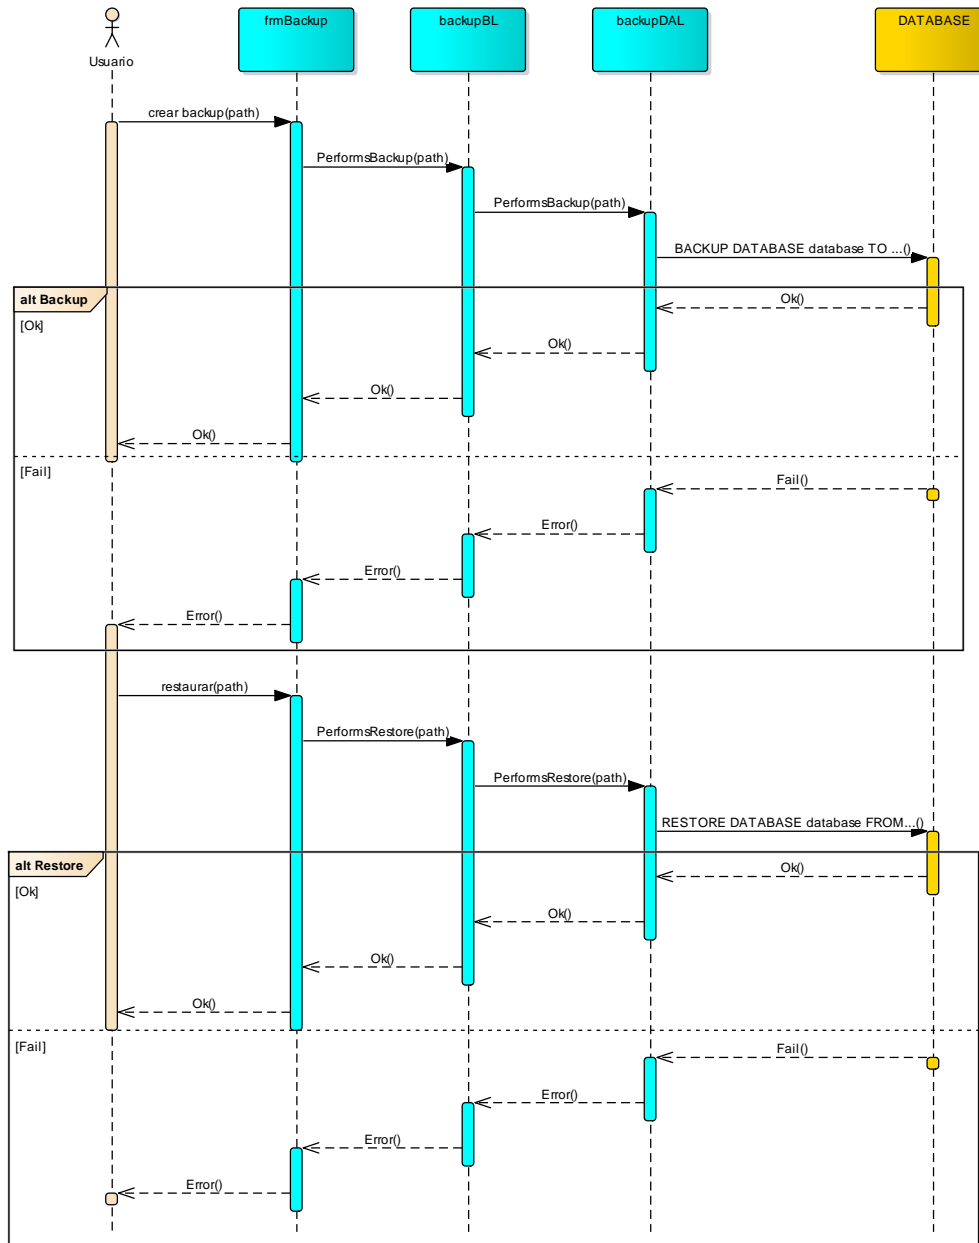 frmBackup
backupBL
backupDAL
DATABASE
Usuario
crear backup(path)
PerformsBackup(path)
PerformsBackup(path)
BACKUP DATABASE database TO ...()
alt Backup
[Ok]
Ok()
Ok()
Ok()
Ok()
[Fail]
Fail()
Error()
Error()
Error()
restaurar(path)
PerformsRestore(path)
PerformsRestore(path)
RESTORE DATABASE database FROM...()
alt Restore
[Ok]
Ok()
Ok()
Ok()
Ok()
[Fail]
Fail()
Error()
Error()
Error()